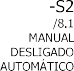 -S2
/8.1
MANUAL
DESLIGADO
AUTOMÁTICO